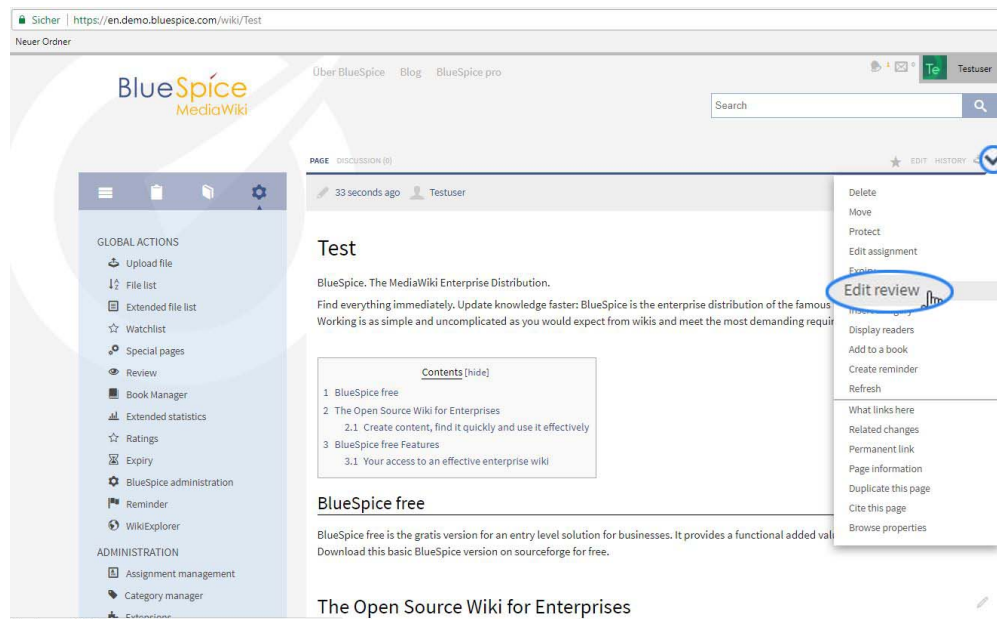 Sicher | https://en.demo.bluespice.com/wiki/Test
Neuer Ordner
BlueSpice
MediaWiki
Über BlueSpice Blog BlueSpice pro
1 0 Te Testuser
Search
PAGE DISCUSSION (0)
EDIT HISTORY
33 seconds ago Testuser
GLOBAL ACTIONS
Upload file
File list
Extended file list
Watchlist
Special pages
Review
Book Manager
Extended statistics
Ratings
Expiry
BlueSpice administration
Reminder
WikiExplorer
ADMINISTRATION
Assignment management
Category manager
Extensions
Test
BlueSpice. The MediaWiki Enterprise Distribution.
Find everything immediately. Update knowledge faster: BlueSpice is the enterprise distribution of the famous
Working is as simple and uncomplicated as you would expect from wikis and meet the most demanding requir
Contents [hide]
1 BlueSpice free
2 The Open Source Wiki for Enterprises
2.1 Create content, find it quickly and use it effectively
3 BlueSpice free Features
3.1 Your access to an effective enterprise wiki
BlueSpice free
BlueSpice free is the gratis version for an entry level solution for businesses. It provides a functional added val
Download this basic BlueSpice version on sourceforge for free.
The Open Source Wiki for Enterprises
Delete
Move
Protect
Edit assignment
Expiry
Edit review
Display readers
Add to a book
Create reminder
Refresh
What links here
Related changes
Permanent link
Page information
Duplicate this page
Cite this page
Browse properties